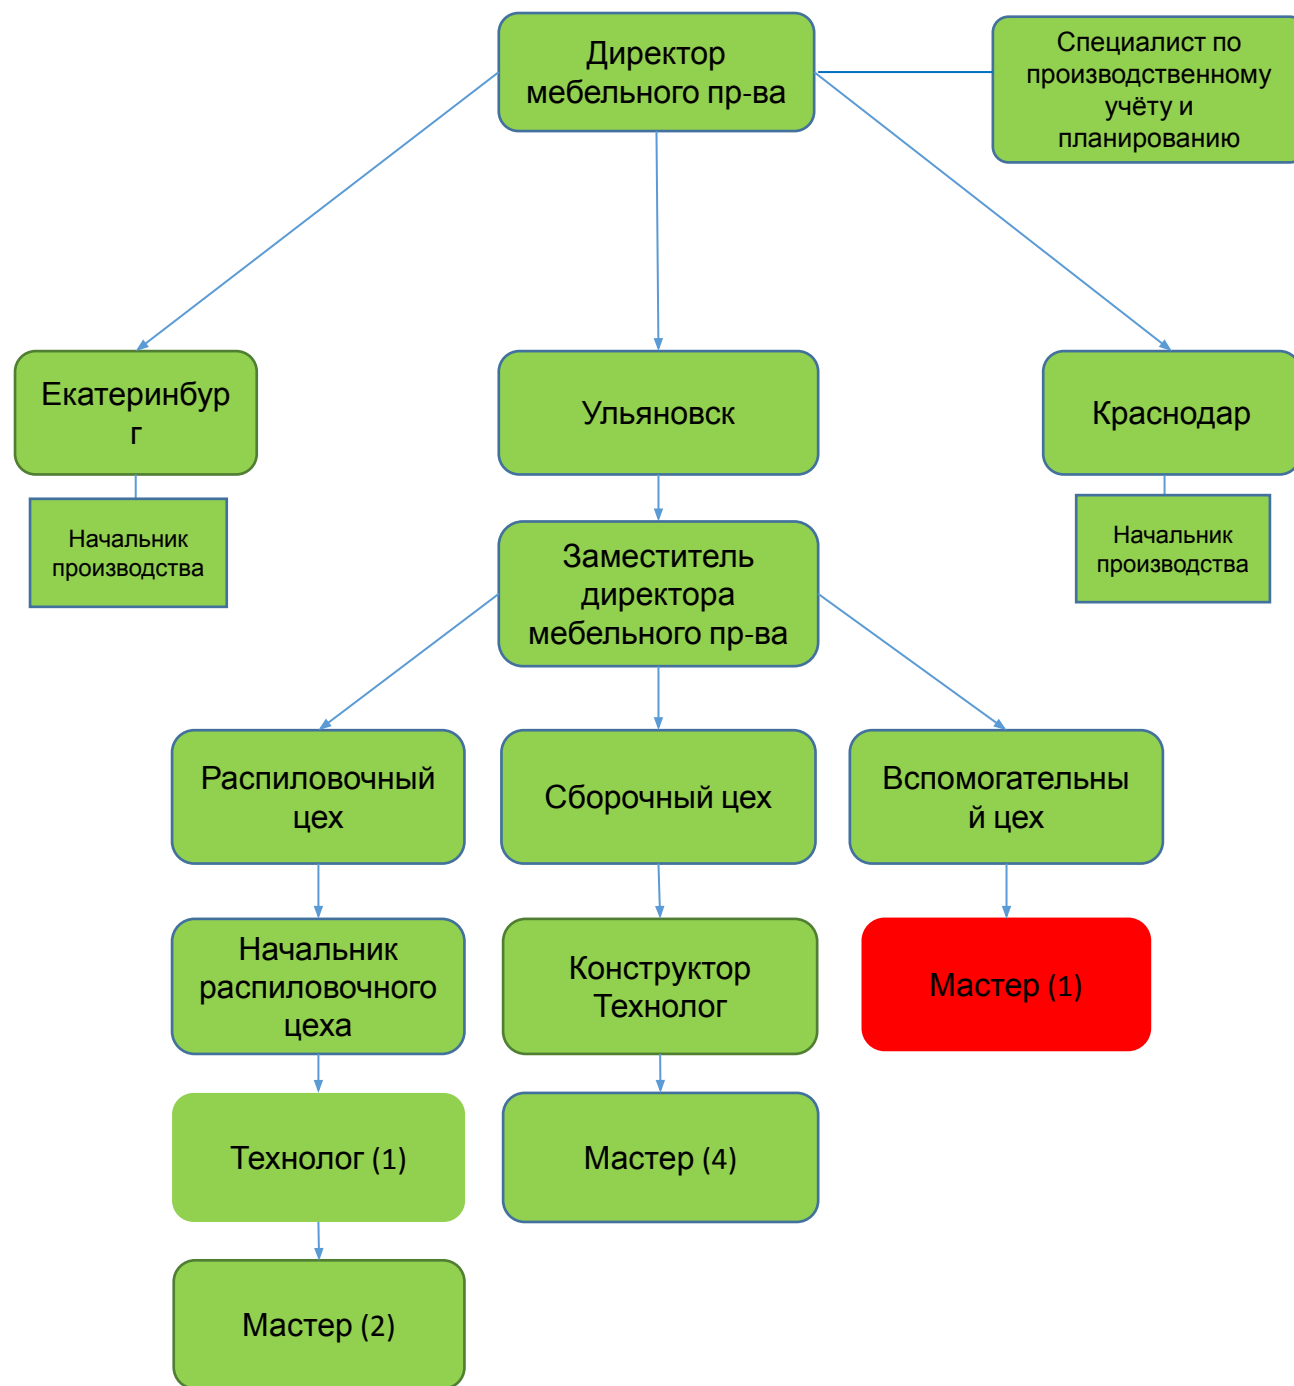 Директор
мебельного пр-ва
Специалист по
производственному
учёту и
планированию
Екатеринбур
г
Ульяновск
Краснодар
Начальник
производства
Начальник
производства
Заместитель
директора
мебельного пр-ва
Распиловочный
цех
Сборочный цех
Вспомогательны
й цех
Начальник
распиловочного
цеха
Конструктор
Технолог
Мастер (1)
Технолог (1)
Мастер (4)
Мастер (2)